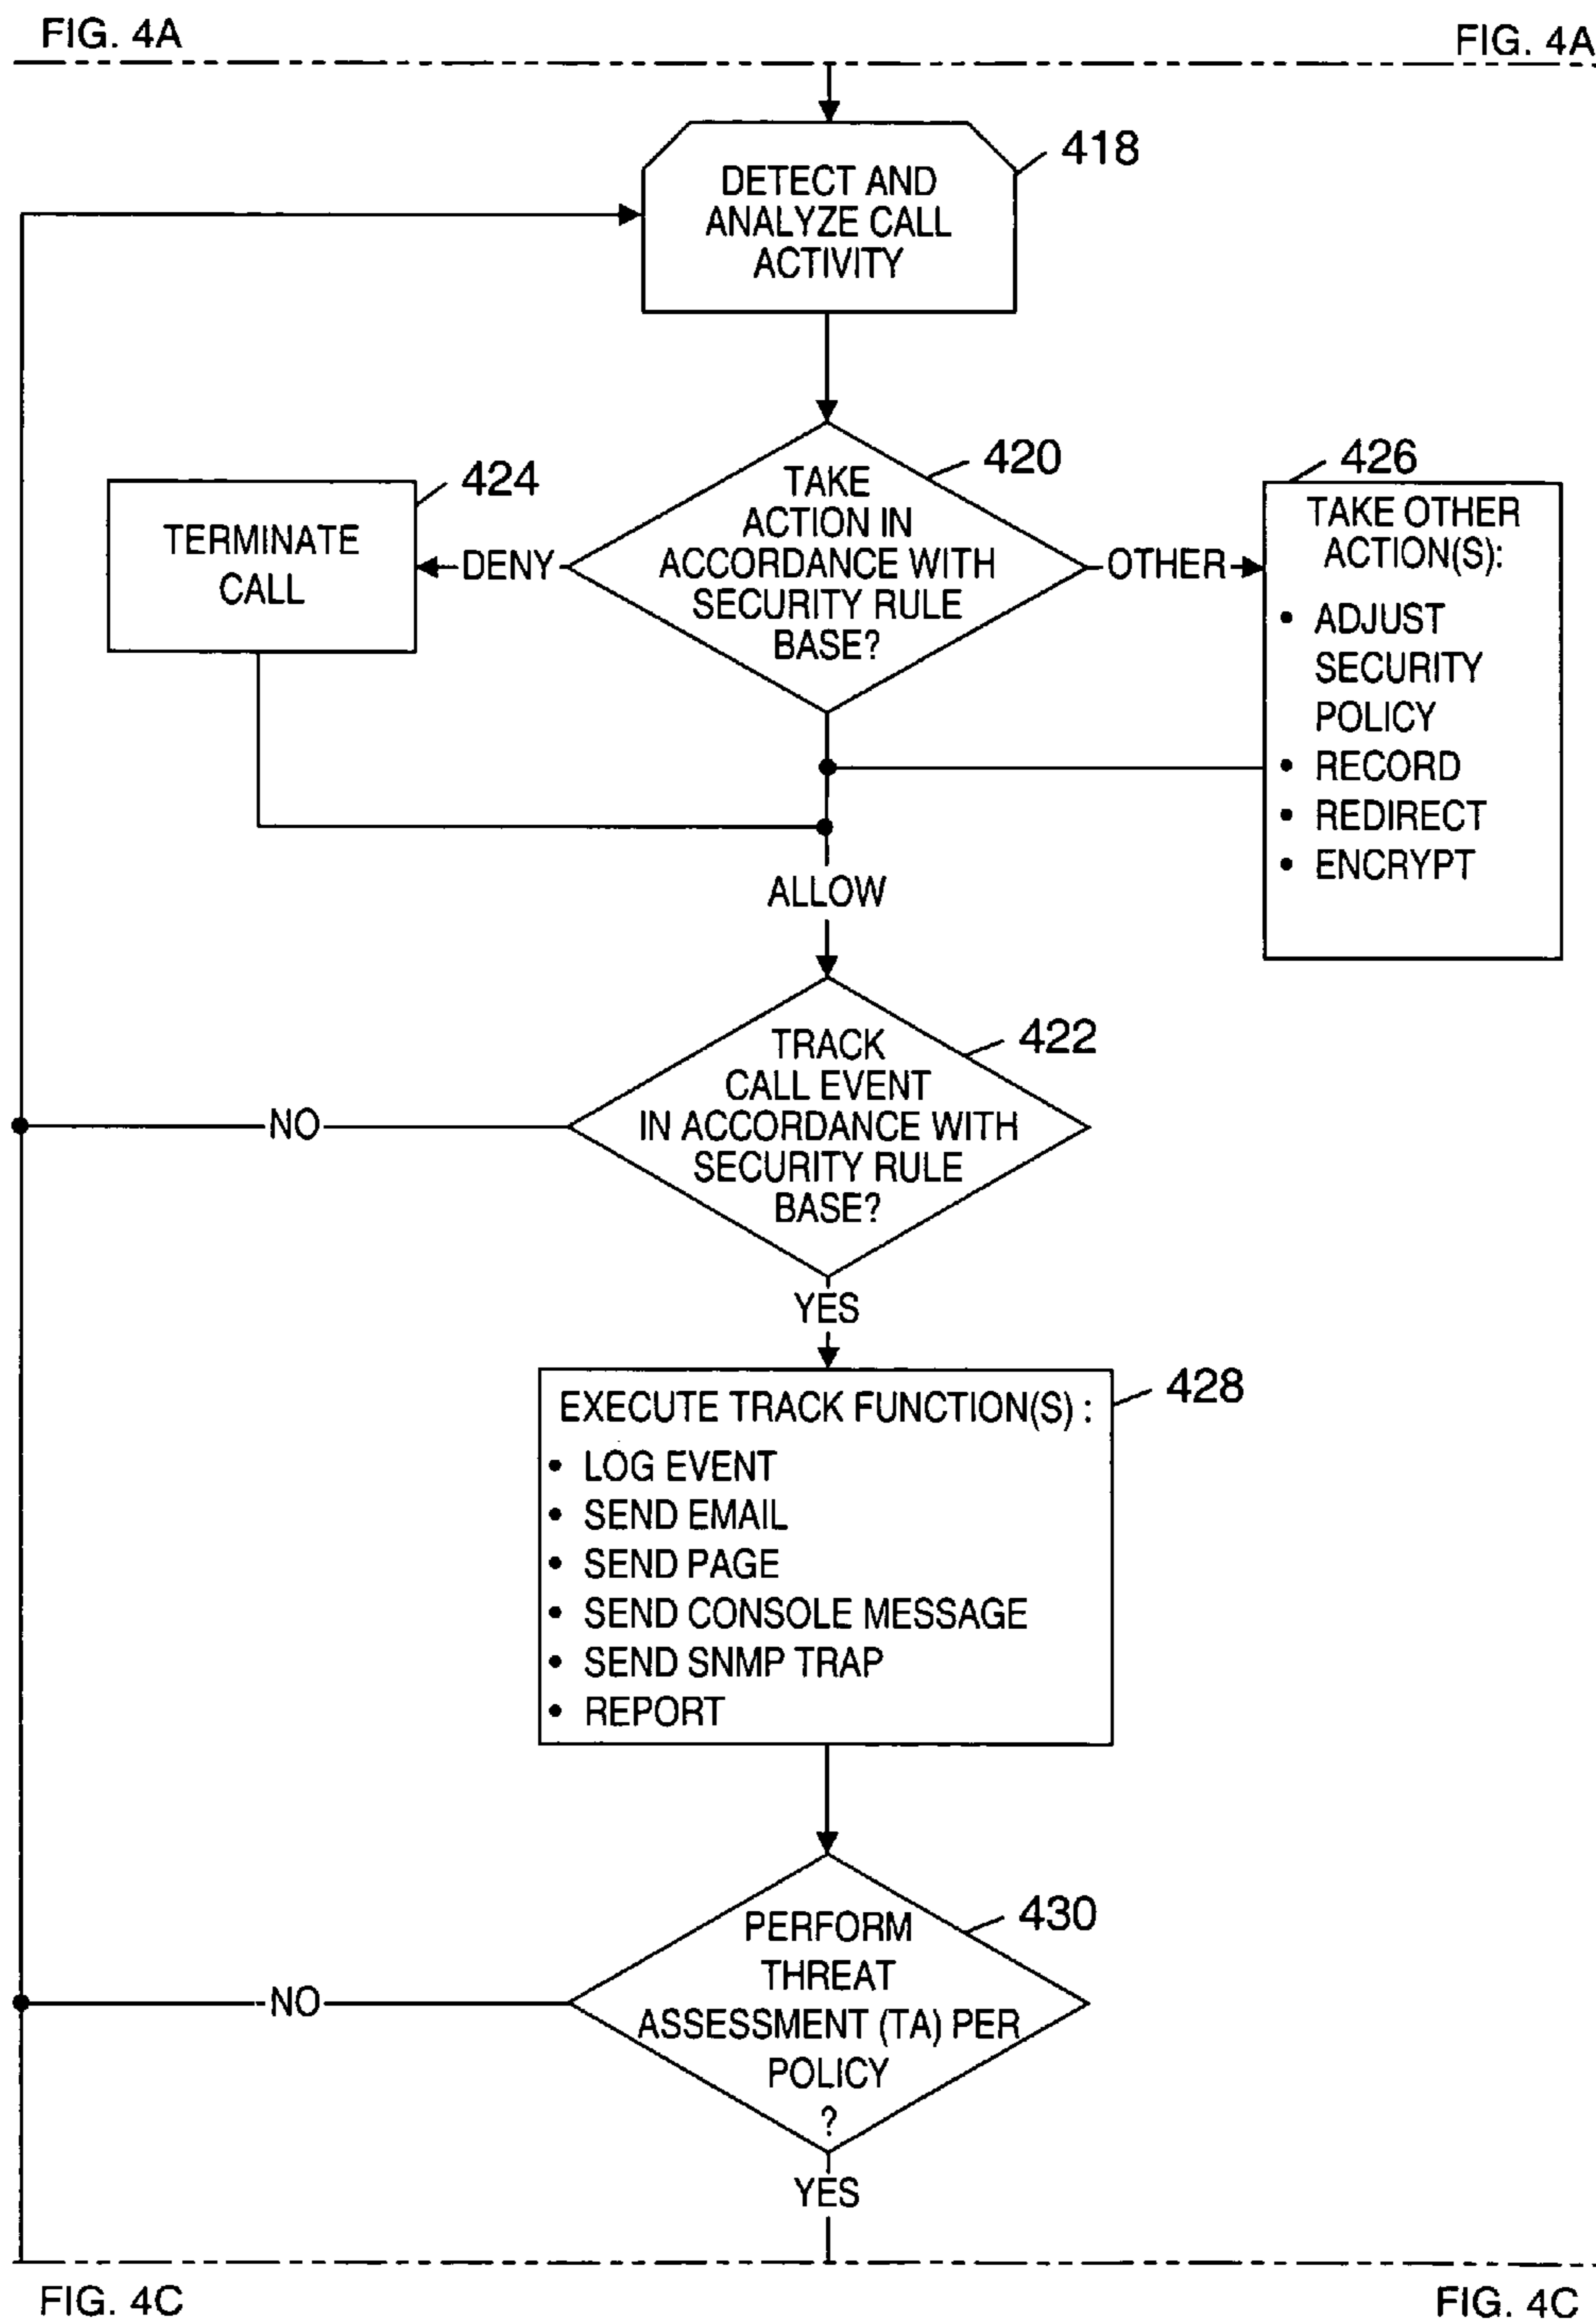 FIG. 4A
FIG. 4A
418
DETECT AND
ANALYZE CALL
ACTIVITY
420
TAKE
ACTION IN
ACCORDANCE WITH
SECURITY RULE
BASE?
424
TERMINATE
CALL
DENY
OTHER
426
TAKE OTHER
ACTION(S):
• ADJUST
SECURITY
POLICY
• RECORD
• REDIRECT
• ENCRYPT
ALLOW
422
TRACK
CALL EVENT
IN ACCORDANCE WITH
SECURITY RULE
BASE?
NO
YES
428
EXECUTE TRACK FUNCTION(S) :
• LOG EVENT
• SEND EMAIL
• SEND PAGE
• SEND CONSOLE MESSAGE
• SEND SNMP TRAP
• REPORT
430
PERFORM
THREAT
ASSESSMENT (TA) PER
POLICY
?
NO
YES
FIG. 4C
FIG. 4C